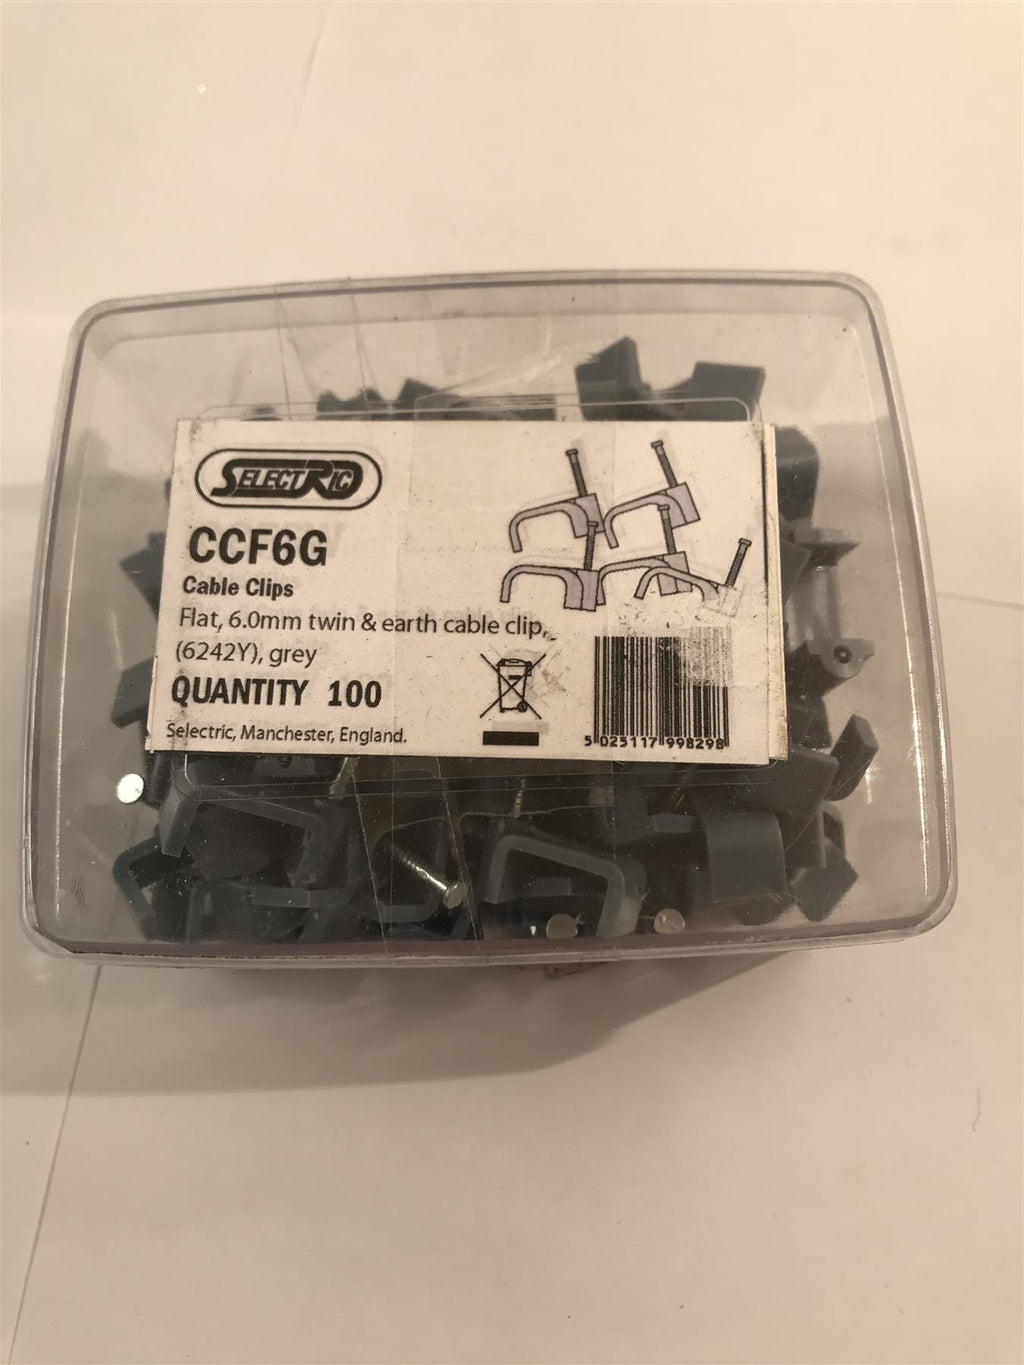 SELECTRIC
CCF6G
Cable Clips
Flat, 6.0mm twin & earth cable clip,
(6242Y), grey
QUANTITY 100
Selectric, Manchester, England.
5 025117 998298